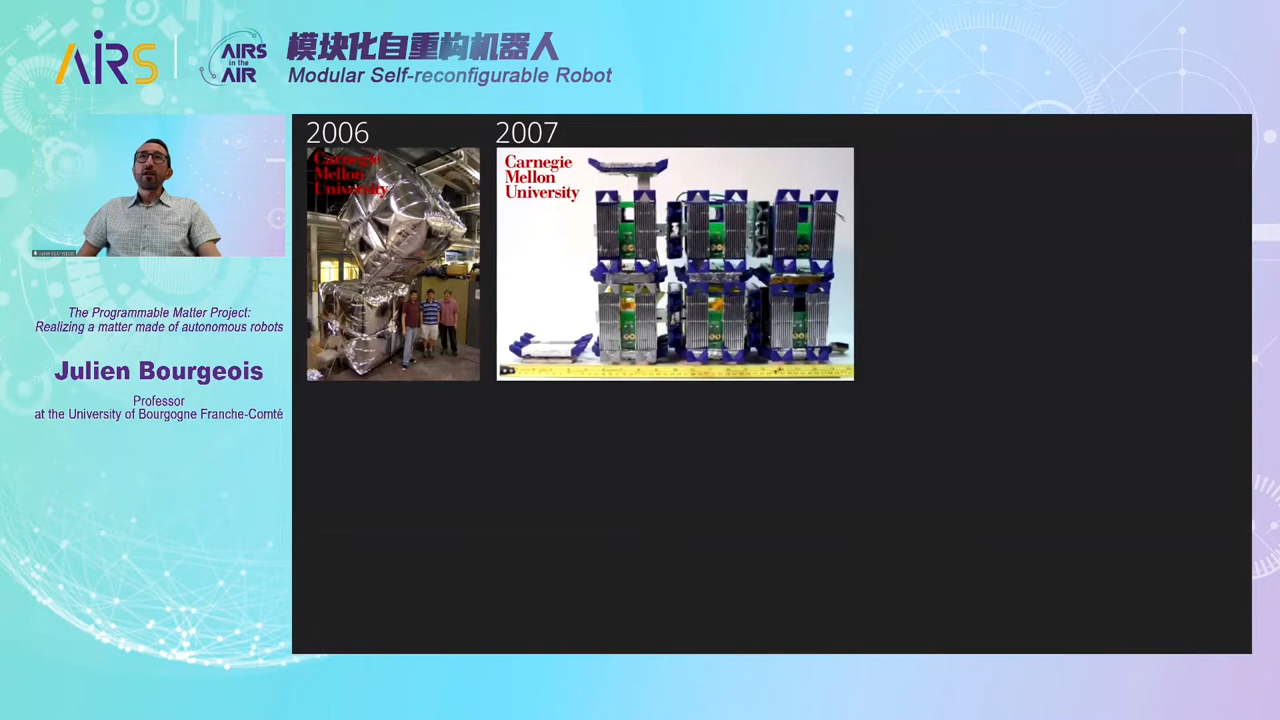 AIRS
AIRS
in the
AIR
模块化自重构机器人
Modular Self-reconfigurable Robot
The Programmable Matter Project:
Realizing a matter made of autonomous robots
Julien Bourgeois
Professor
at the University of Bourgogne Franche-Comté
2006
Carnegie
Mellon
University
2007
Carnegie
Mellon
University